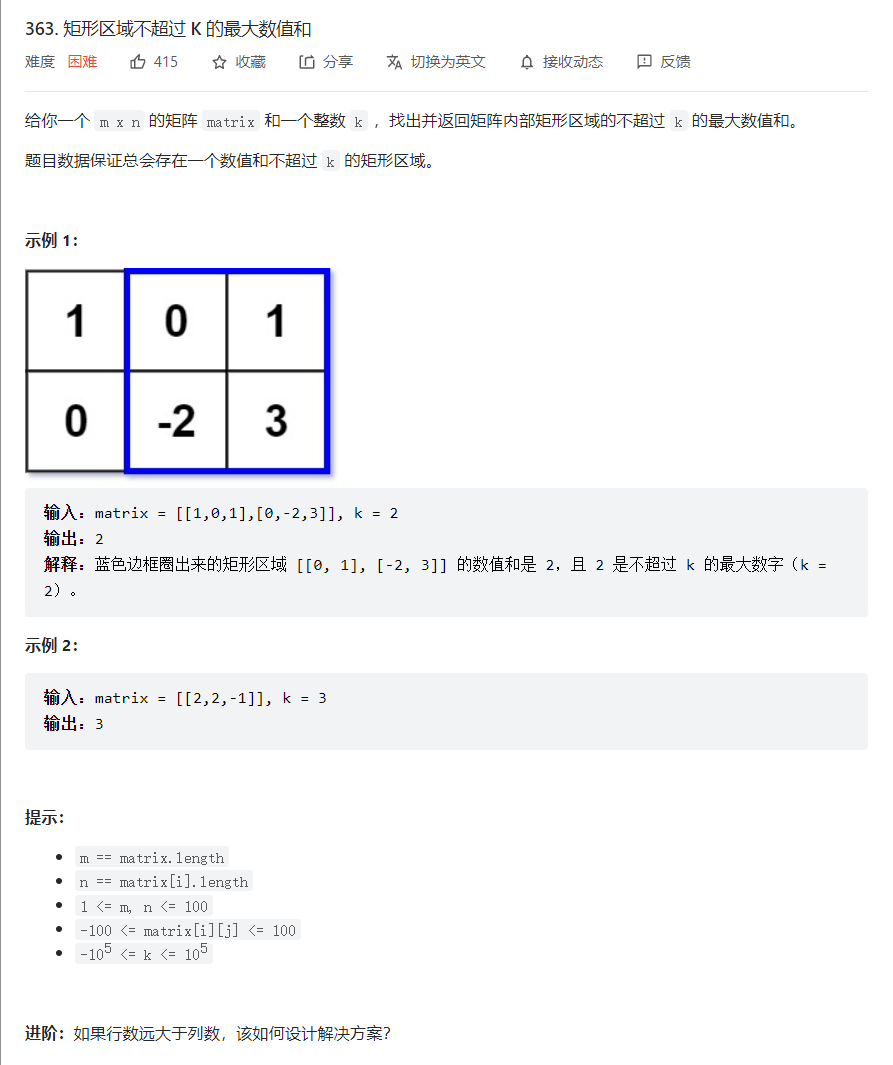 363. 矩形区域不超过 K 的最大数值和
难度 困难 415 收藏 分享 切换为英文 接收动态 反馈
给你一个 m x n 的矩阵 matrix 和一个整数 k ，找出并返回矩阵内部矩形区域的不超过 k 的最大数值和。
题目数据保证总会存在一个数值和不超过 k 的矩形区域。
示例 1：
1 0 1
0 -2 3
输入：matrix = [[1,0,1],[0,-2,3]], k = 2
输出：2
解释：蓝色边框圈出来的矩形区域 [[0, 1], [-2, 3]] 的数值和是 2，且 2 是不超过 k 的最大数字（k =
2）。
示例 2：
输入：matrix = [[2,2,-1]], k = 3
输出：3
提示：
m == matrix.length
n == matrix[i].length
1 <= m, n <= 100
-100 <= matrix[i][j] <= 100
-10⁵ <= k <= 10⁵
进阶：如果行数远大于列数，该如何设计解决方案？